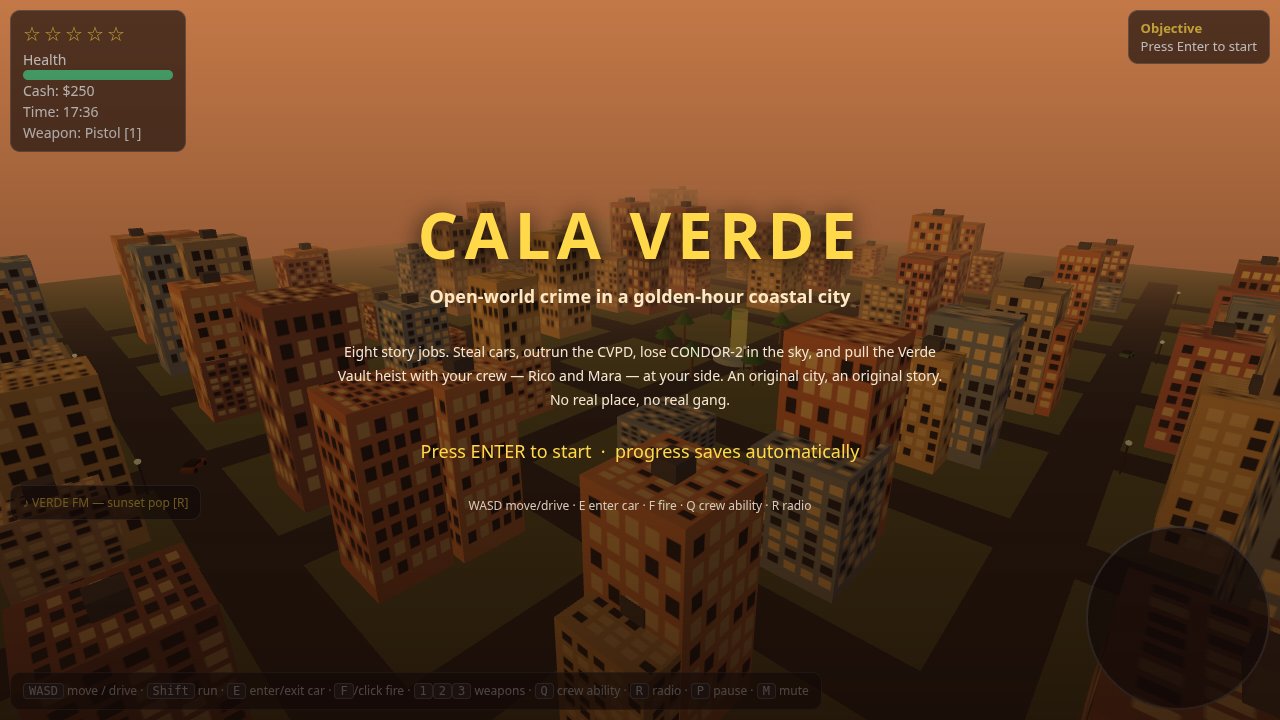 ☆☆☆☆☆
Health
Cash: $250
Time: 17:36
Weapon: Pistol [1]
Objective
Press Enter to start
CALA VERDE
Open-world crime in a golden-hour coastal city
Eight story jobs. Steal cars, outrun the CVPD, lose CONDOR-2 in the sky, and pull the Verde
Vault heist with your crew — Rico and Mara — at your side. An original city, an original story.
No real place, no real gang.
Press ENTER to start · progress saves automatically
♪ VERDE FM — sunset pop [R]
WASD move/drive · E enter car · F fire · Q crew ability · R radio
WASD move / drive · Shift run · E enter/exit car · F /click fire · 1 2 3 weapons · Q crew ability · R radio · P pause · M mute